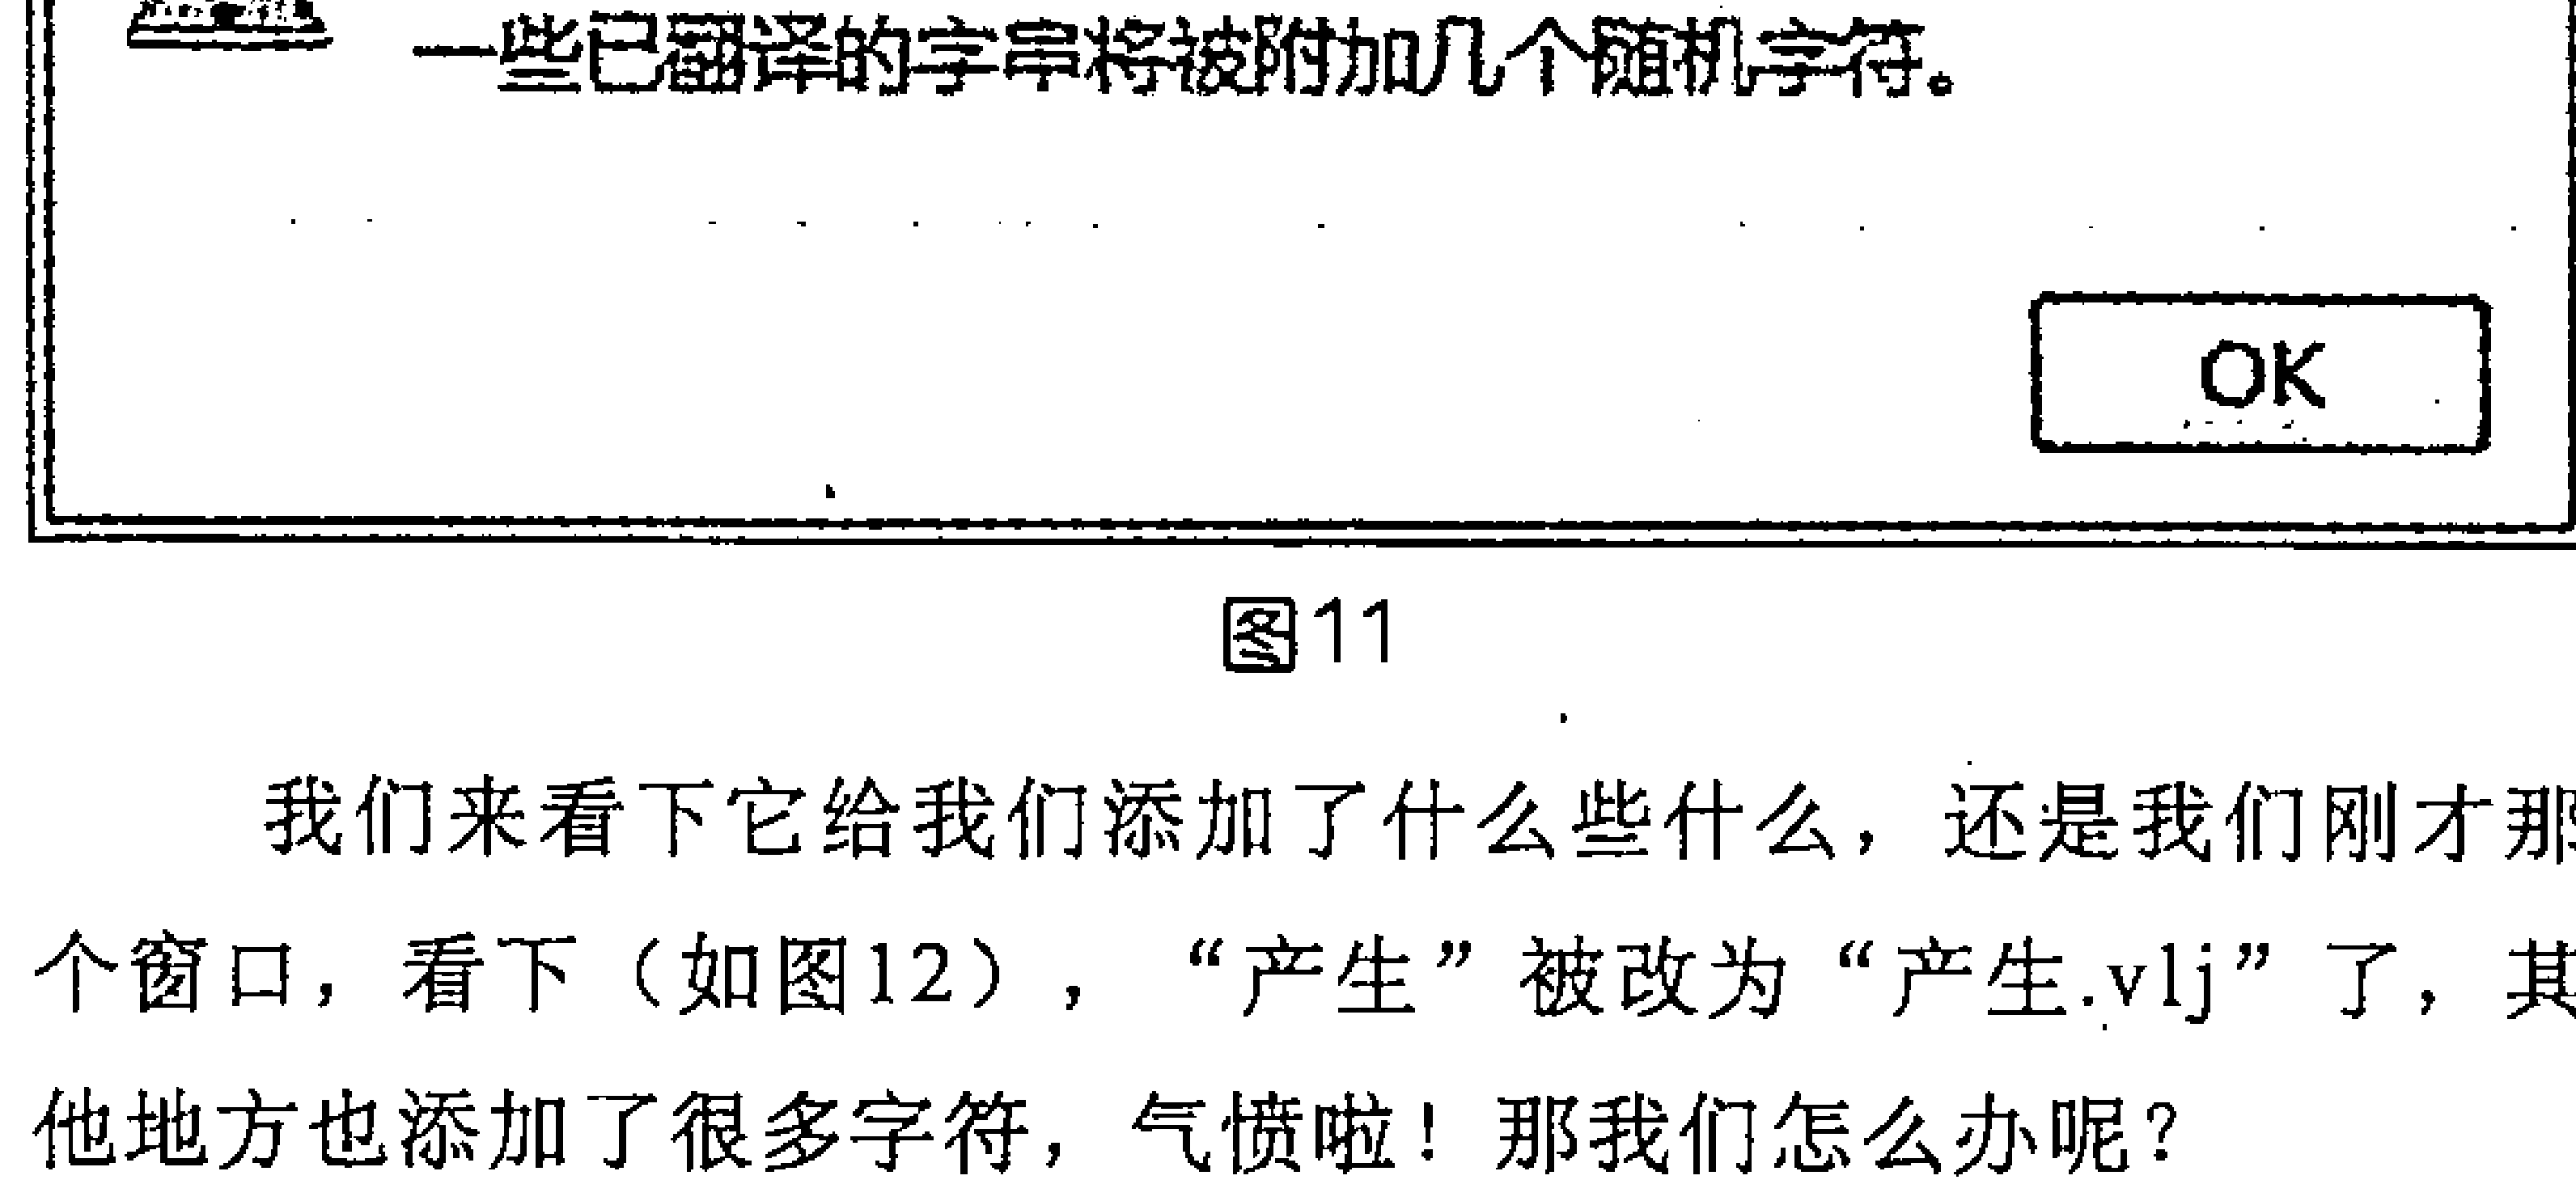 一些已翻译的字串将被附加几个随机字符。
OK
图11
我们来看下它给我们添加了什么些什么，还是我们刚才那
个窗口，看下（如图12），“产生”被改为“产生.vlj”了，其
他地方也添加了很多字符，气愤啦！那我们怎么办呢？